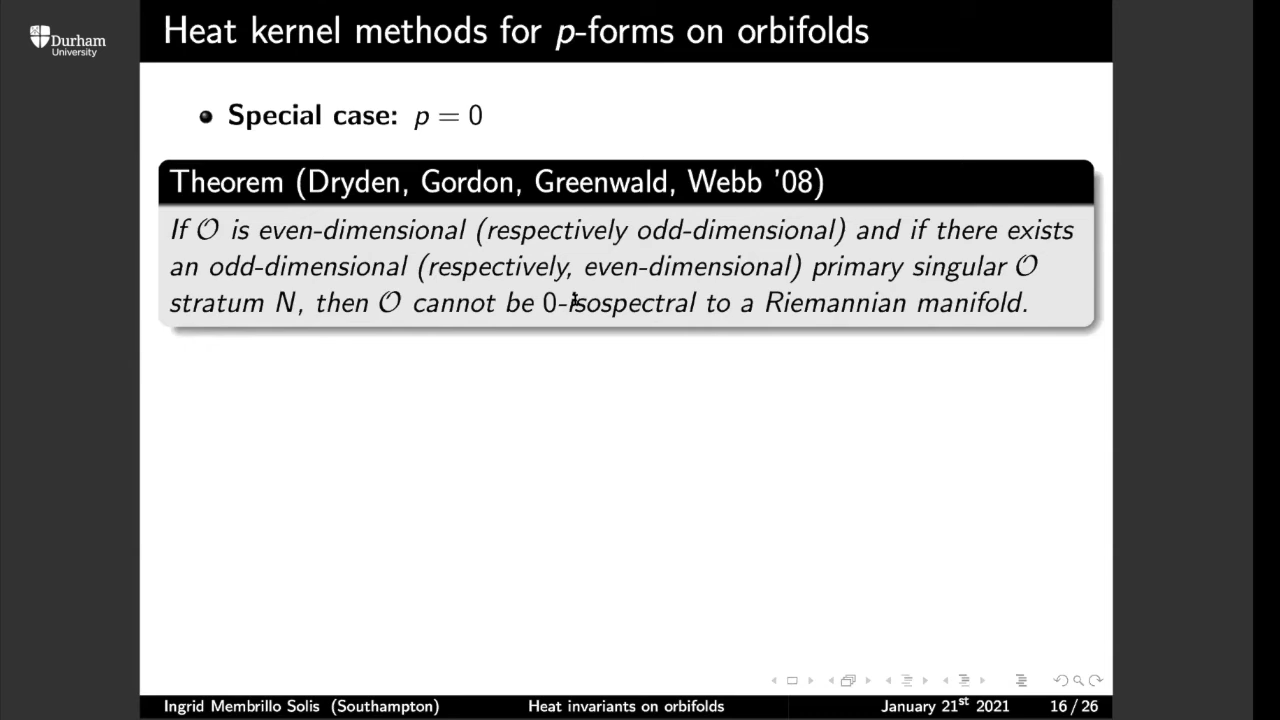 Durham
University
Heat kernel methods for p-forms on orbifolds
Special case: p = 0
Theorem (Dryden, Gordon, Greenwald, Webb '08)
If 𝒪 is even-dimensional (respectively odd-dimensional) and if there exists
an odd-dimensional (respectively, even-dimensional) primary singular 𝒪
stratum N, then 𝒪 cannot be 0-isospectral to a Riemannian manifold.
Ingrid Membrillo Solis (Southampton) Heat invariants on orbifolds January 21st 2021 16 / 26